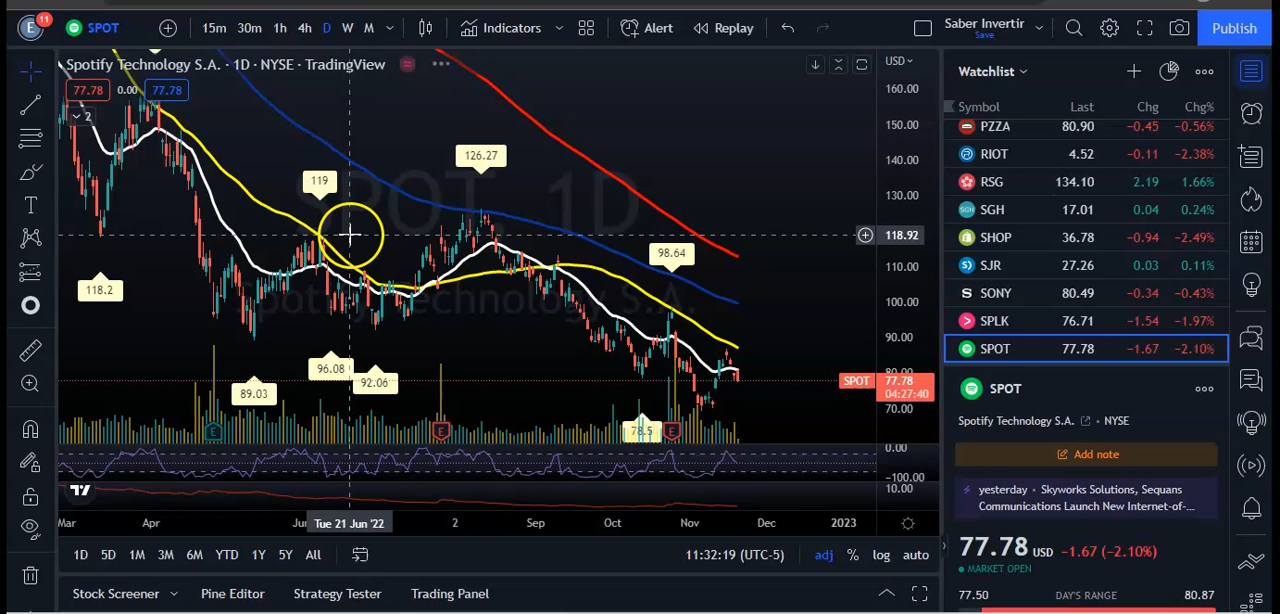 E 11 SPOT 15m 30m 1h 4h D W M Indicators Alert Replay Saber Invertir Save Publish
Spotify Technology S.A. · 1D · NYSE · TradingView
77.78 0.00 77.78
2
SPOT, 1D
Spotify Technology S.A.
126.27
119
118.2
98.64
96.08
92.06
89.03
78.5
E
E
E
USD
160.00
150.00
140.00
130.00
118.92
110.00
100.00
90.00
80.00
SPOT 77.78
04:27:40
70.00
0.00
−100.00
10.00
Mar Apr Tue 21 Jun '22 2 Sep Oct Nov Dec 2023
1D 5D 1M 3M 6M YTD 1Y 5Y All 11:32:19 (UTC-5) adj % log auto
Stock Screener Pine Editor Strategy Tester Trading Panel
Watchlist
Symbol Last Chg Chg%
PZZA 80.90 −0.45 −0.56%
RIOT 4.52 −0.11 −2.38%
RSG 134.10 2.19 1.66%
SGH 17.01 0.04 0.24%
SHOP 36.78 −0.94 −2.49%
SJR 27.26 0.03 0.11%
S SONY 80.49 −0.34 −0.43%
SPLK 76.71 −1.54 −1.97%
SPOT 77.78 −1.67 −2.10%
SPOT
Spotify Technology S.A. · NYSE
Add note
yesterday · Skyworks Solutions, Sequans
Communications Launch New Internet-of-...
77.78 USD −1.67 (−2.10%)
MARKET OPEN
77.50 DAY'S RANGE 80.87